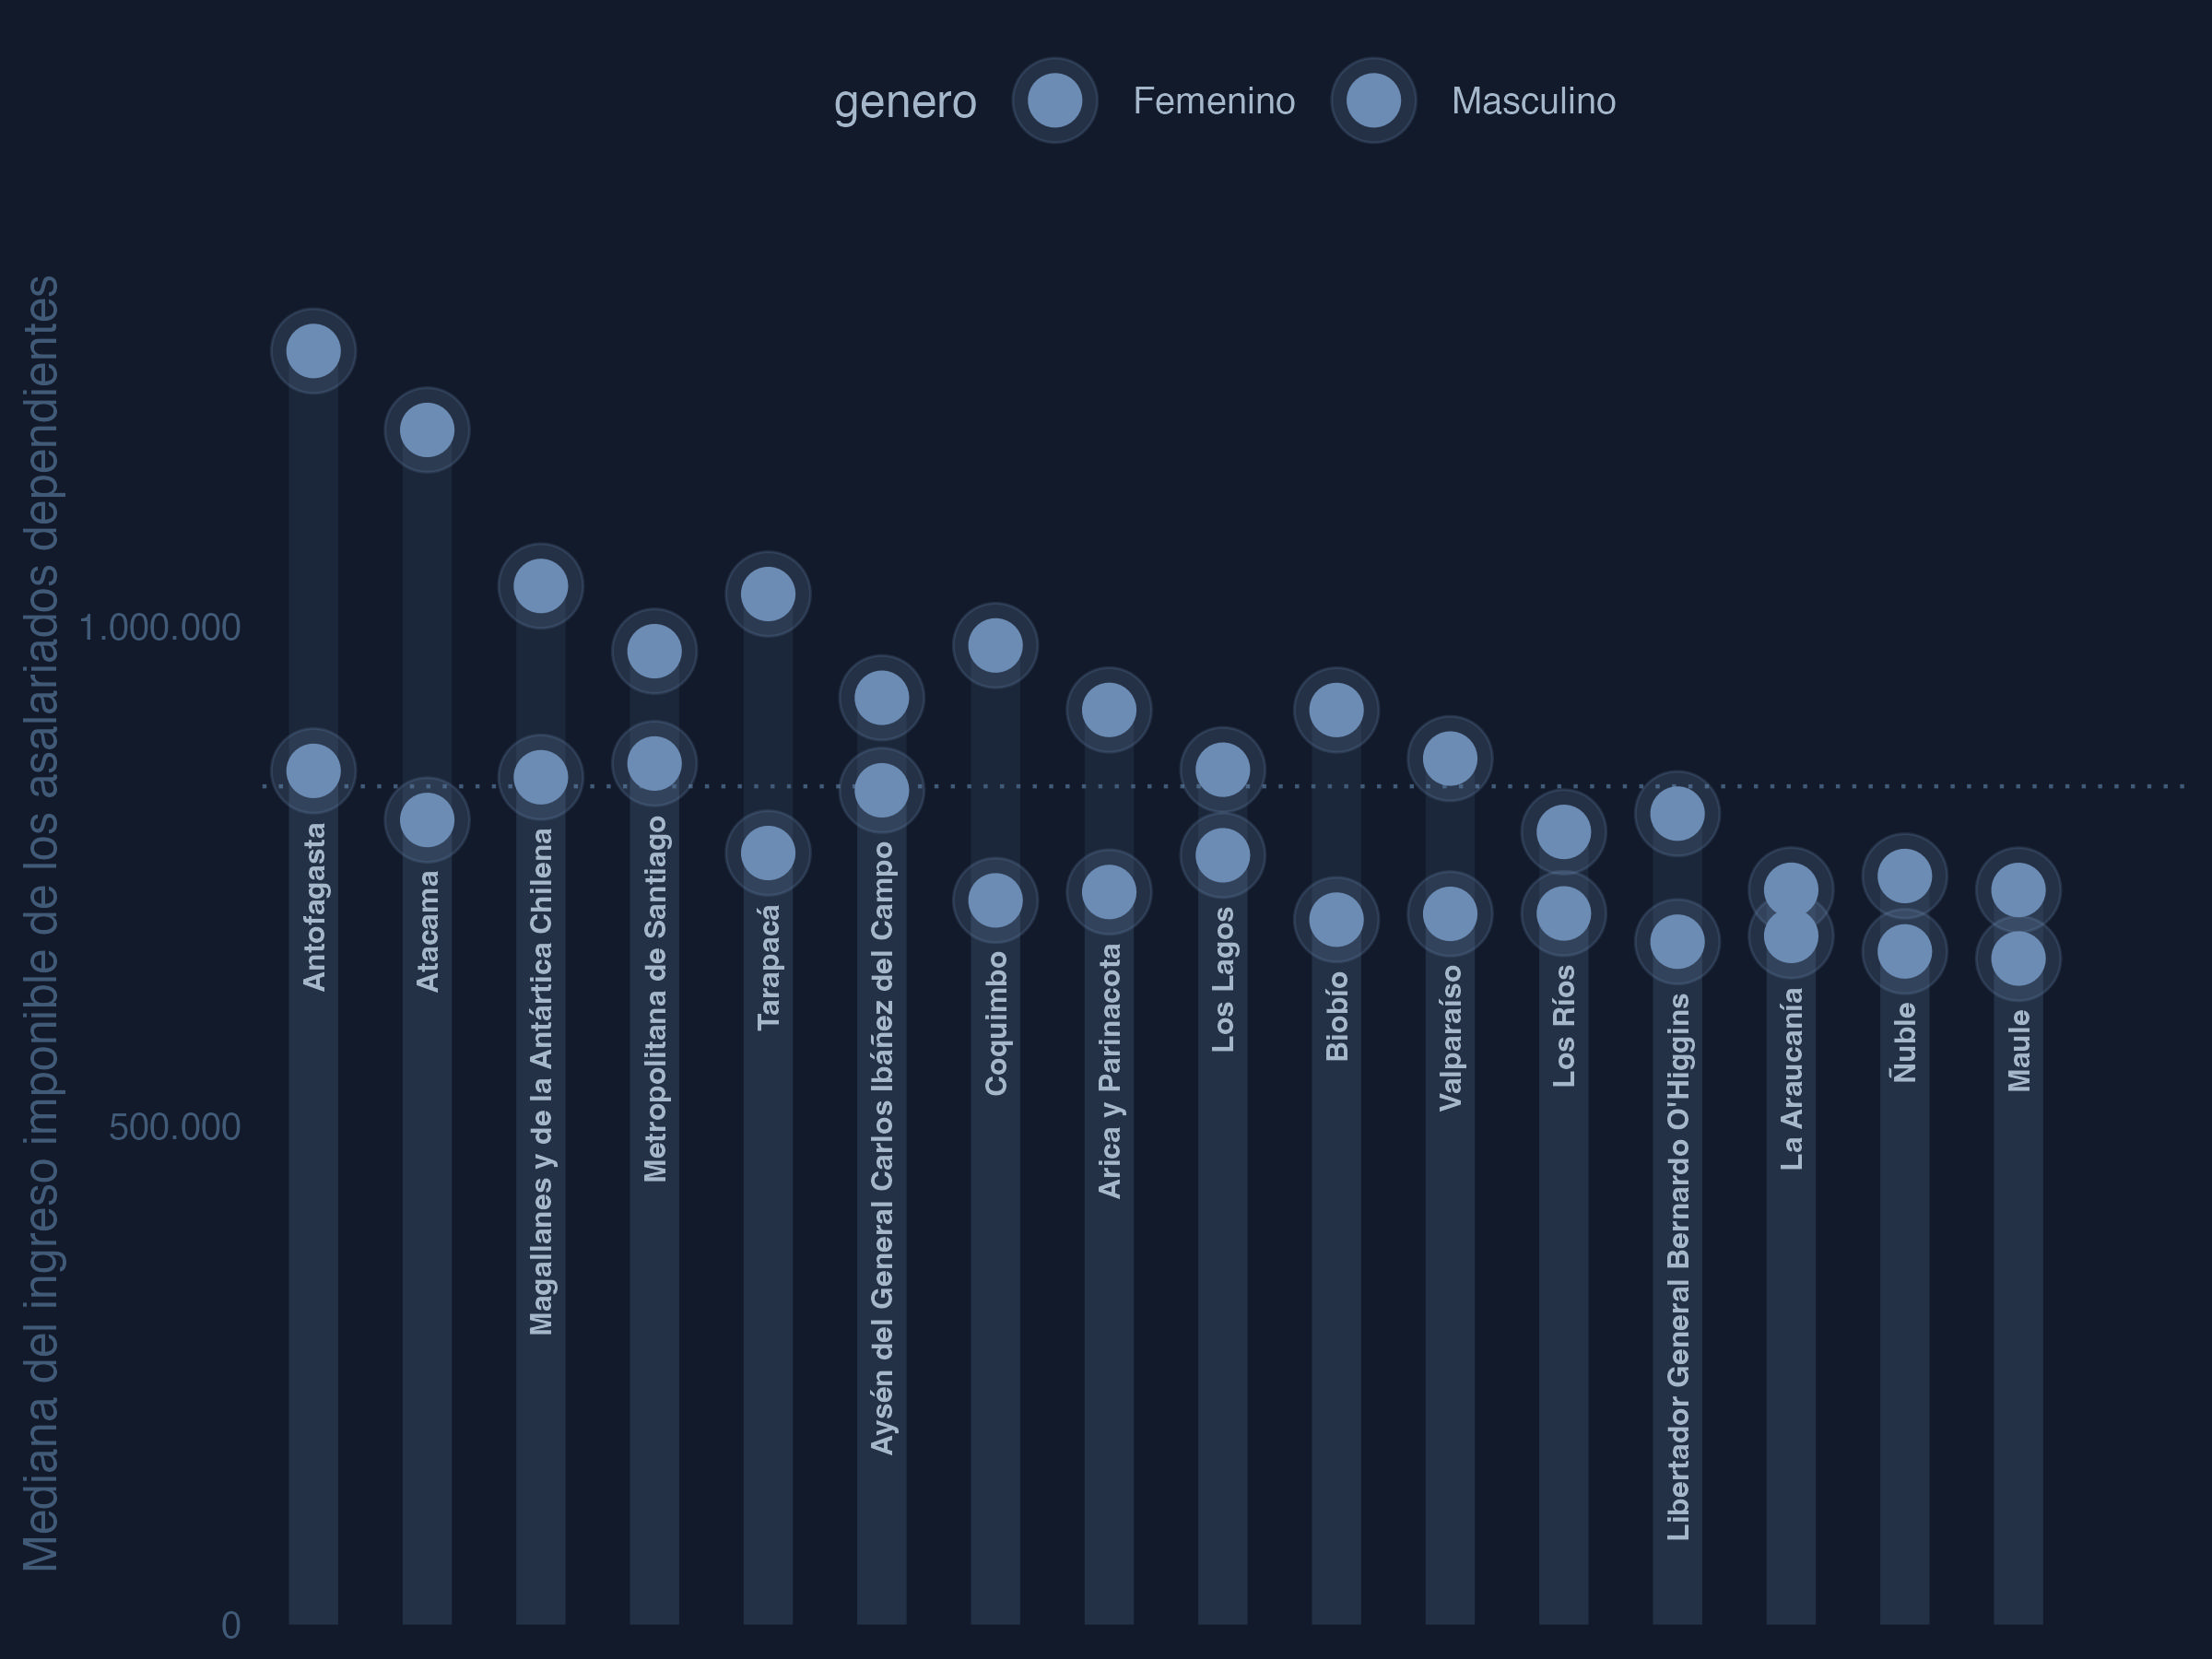 genero Femenino Masculino
Mediana del ingreso imponible de los asalariados dependientes
1.000.000
500.000
0
Antofagasta
Atacama
Magallanes y de la Antártica Chilena
Metropolitana de Santiago
Tarapacá
Aysén del General Carlos Ibáñez del Campo
Coquimbo
Arica y Parinacota
Los Lagos
Biobío
Valparaíso
Los Ríos
Libertador General Bernardo O'Higgins
La Araucanía
Ñuble
Maule